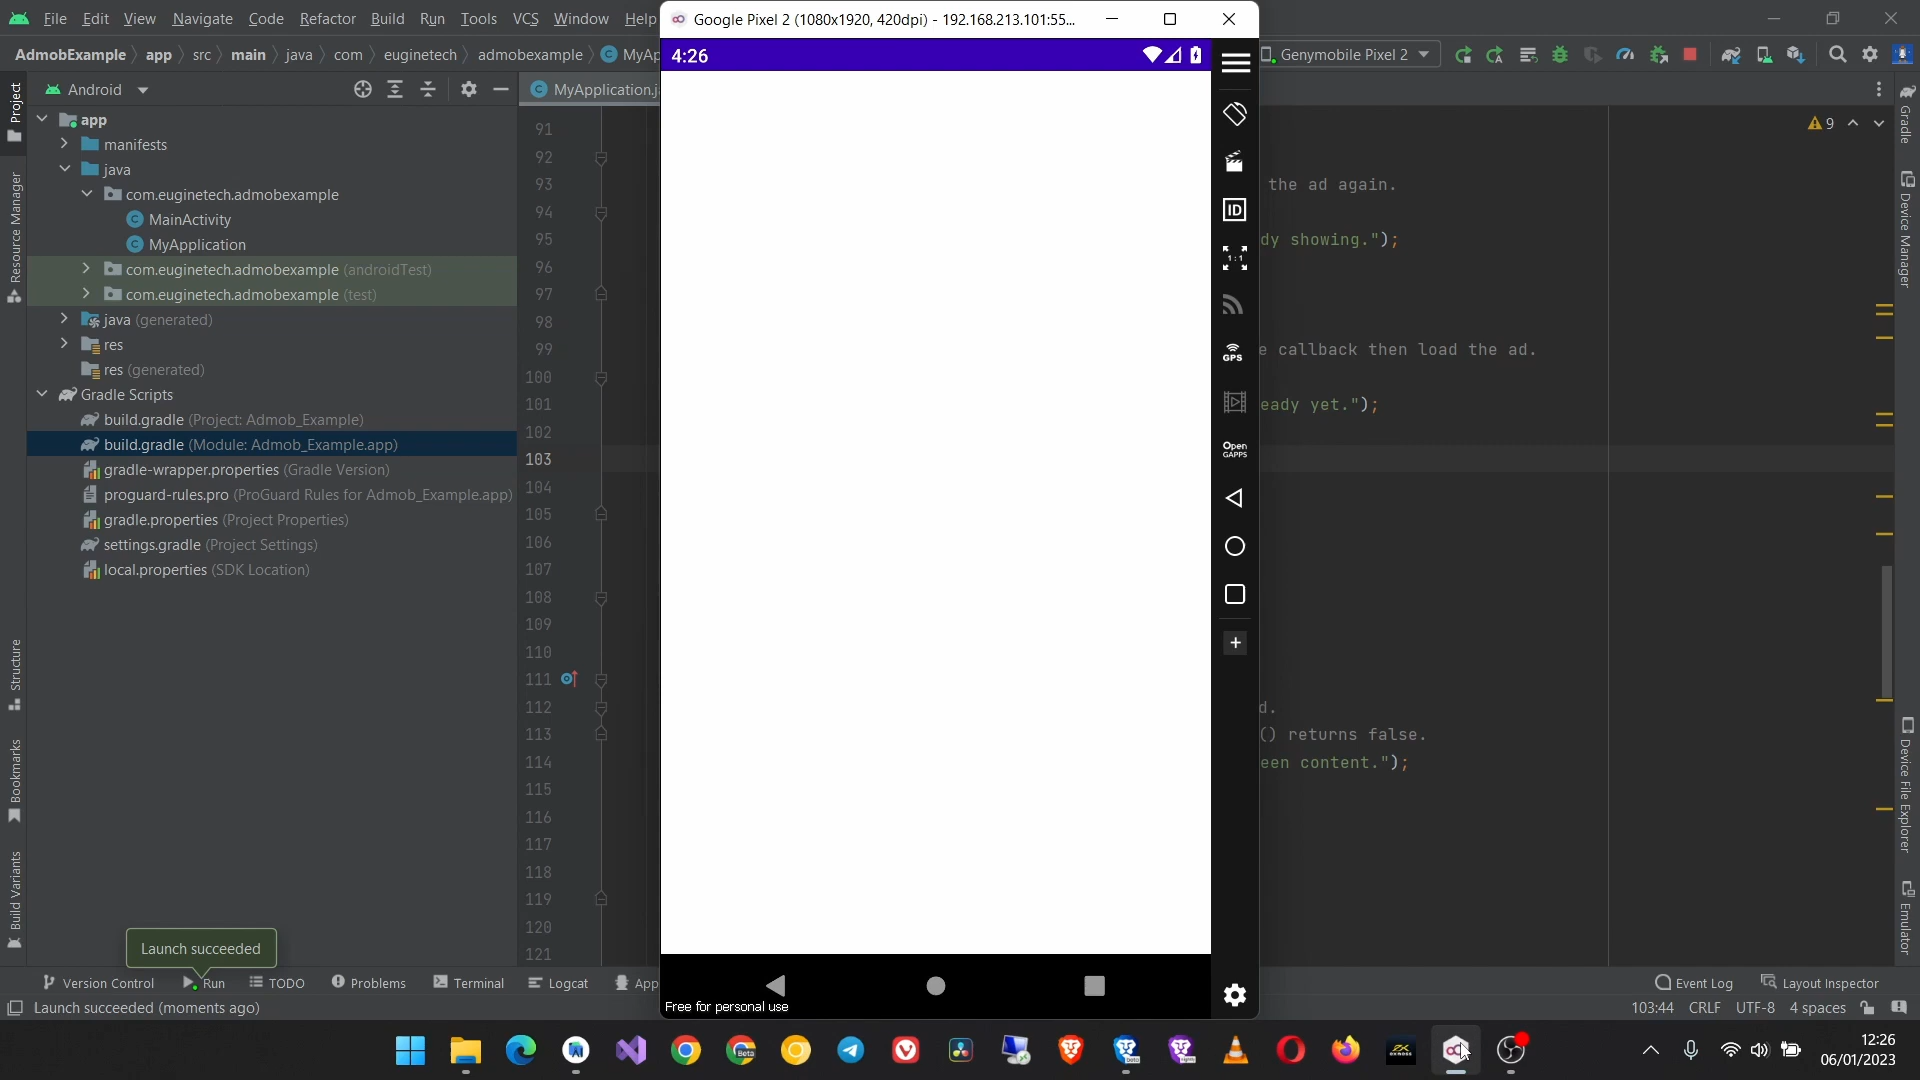 File Edit View Navigate Code Refactor Build Run Tools VCS Window Help
Google Pixel 2 (1080x1920, 420dpi) - 192.168.213.101:55...
AdmobExample app src main java com euginetech admobexample MyAp
Genymobile Pixel 2
4:26
Android
MyApplication.j
Project
Resource Manager
Structure
Bookmarks
Build Variants
app
manifests
java
com.euginetech.admobexample
MainActivity
MyApplication
com.euginetech.admobexample (androidTest)
com.euginetech.admobexample (test)
java (generated)
res
res (generated)
Gradle Scripts
build.gradle (Project: Admob_Example)
build.gradle (Module: Admob_Example.app)
gradle-wrapper.properties (Gradle Version)
proguard-rules.pro (ProGuard Rules for Admob_Example.app)
gradle.properties (Project Properties)
settings.gradle (Project Settings)
local.properties (SDK Location)
91
92
93
94
95
96
97
98
99
100
101
102
103
104
105
106
107
108
109
110
111
112
113
114
115
116
117
118
119
120
121
ID
1:1
GPS
Open
GAPPS
9
the ad again.
dy showing.");
e callback then load the ad.
eady yet.");
d.
() returns false.
een content.");
Gradle
Device Manager
Device File Explorer
Emulator
Launch succeeded
Version Control Run TODO Problems Terminal Logcat App
Free for personal use
Event Log Layout Inspector
Launch succeeded (moments ago)
103:44 CRLF UTF-8 4 spaces
Beta
12:26
06/01/2023